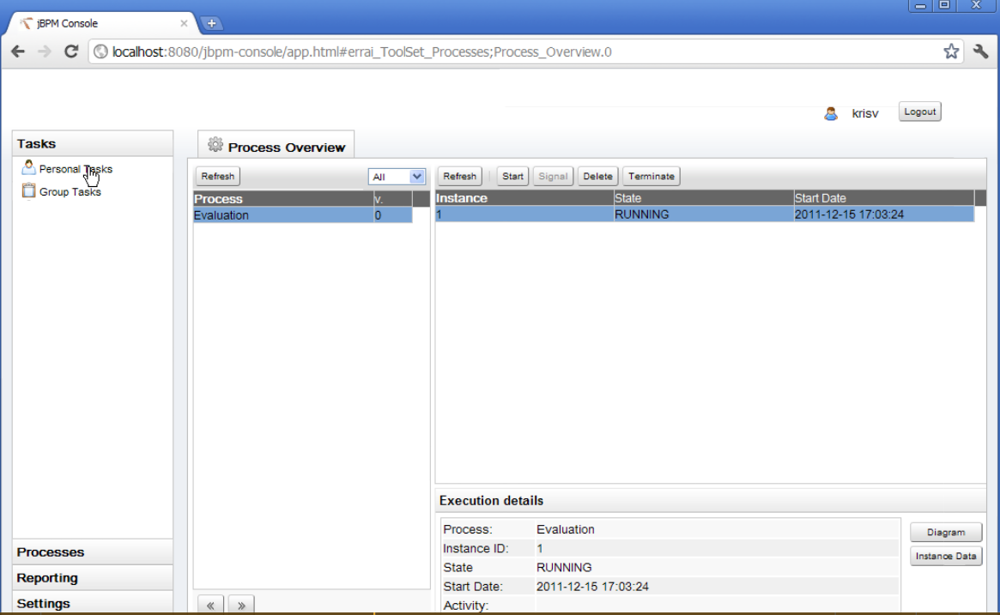 jBPM Console
localhost:8080/jbpm-console/app.html#errai_ToolSet_Processes;Process_Overview.0
krisv
Logout
Tasks
Personal Tasks
Group Tasks
Processes
Reporting
Settings
Process Overview
Refresh
All
Process v.
Evaluation 0
« »
Refresh Start Signal Delete Terminate
Instance State Start Date
1 RUNNING 2011-12-15 17:03:24
Execution details
Process: Evaluation
Instance ID: 1
State RUNNING
Start Date: 2011-12-15 17:03:24
Activity:
Diagram
Instance Data